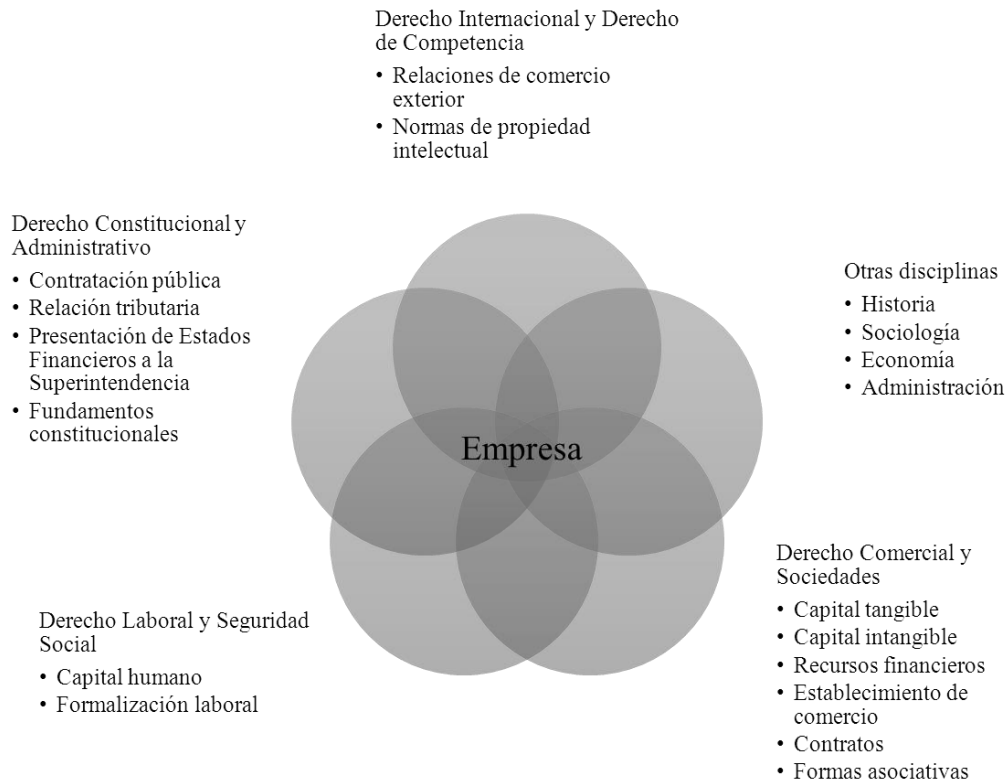 Derecho Internacional y Derecho
de Competencia
• Relaciones de comercio
exterior
• Normas de propiedad
intelectual
Derecho Constitucional y
Administrativo
• Contratación pública
• Relación tributaria
• Presentación de Estados
Financieros a la
Superintendencia
• Fundamentos
constitucionales
Otras disciplinas
• Historia
• Sociología
• Economía
• Administración
Empresa
Derecho Laboral y Seguridad
Social
• Capital humano
• Formalización laboral
Derecho Comercial y
Sociedades
• Capital tangible
• Capital intangible
• Recursos financieros
• Establecimiento de
comercio
• Contratos
• Formas asociativas